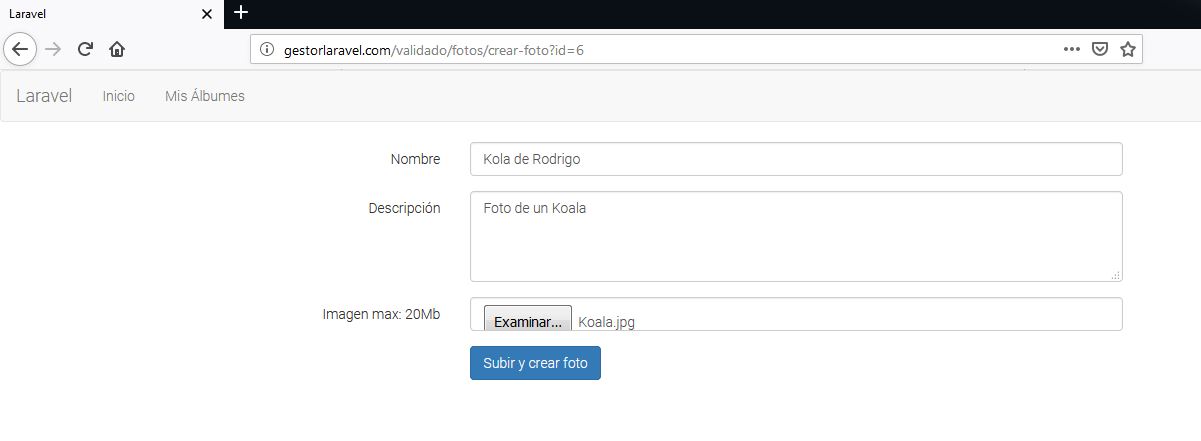 Laravel
gestorlaravel.com/validado/fotos/crear-foto?id=6
Laravel Inicio Mis Álbumes
Nombre Kola de Rodrigo
Descripción Foto de un Koala
Imagen max: 20Mb Examinar... Koala.jpg
Subir y crear foto